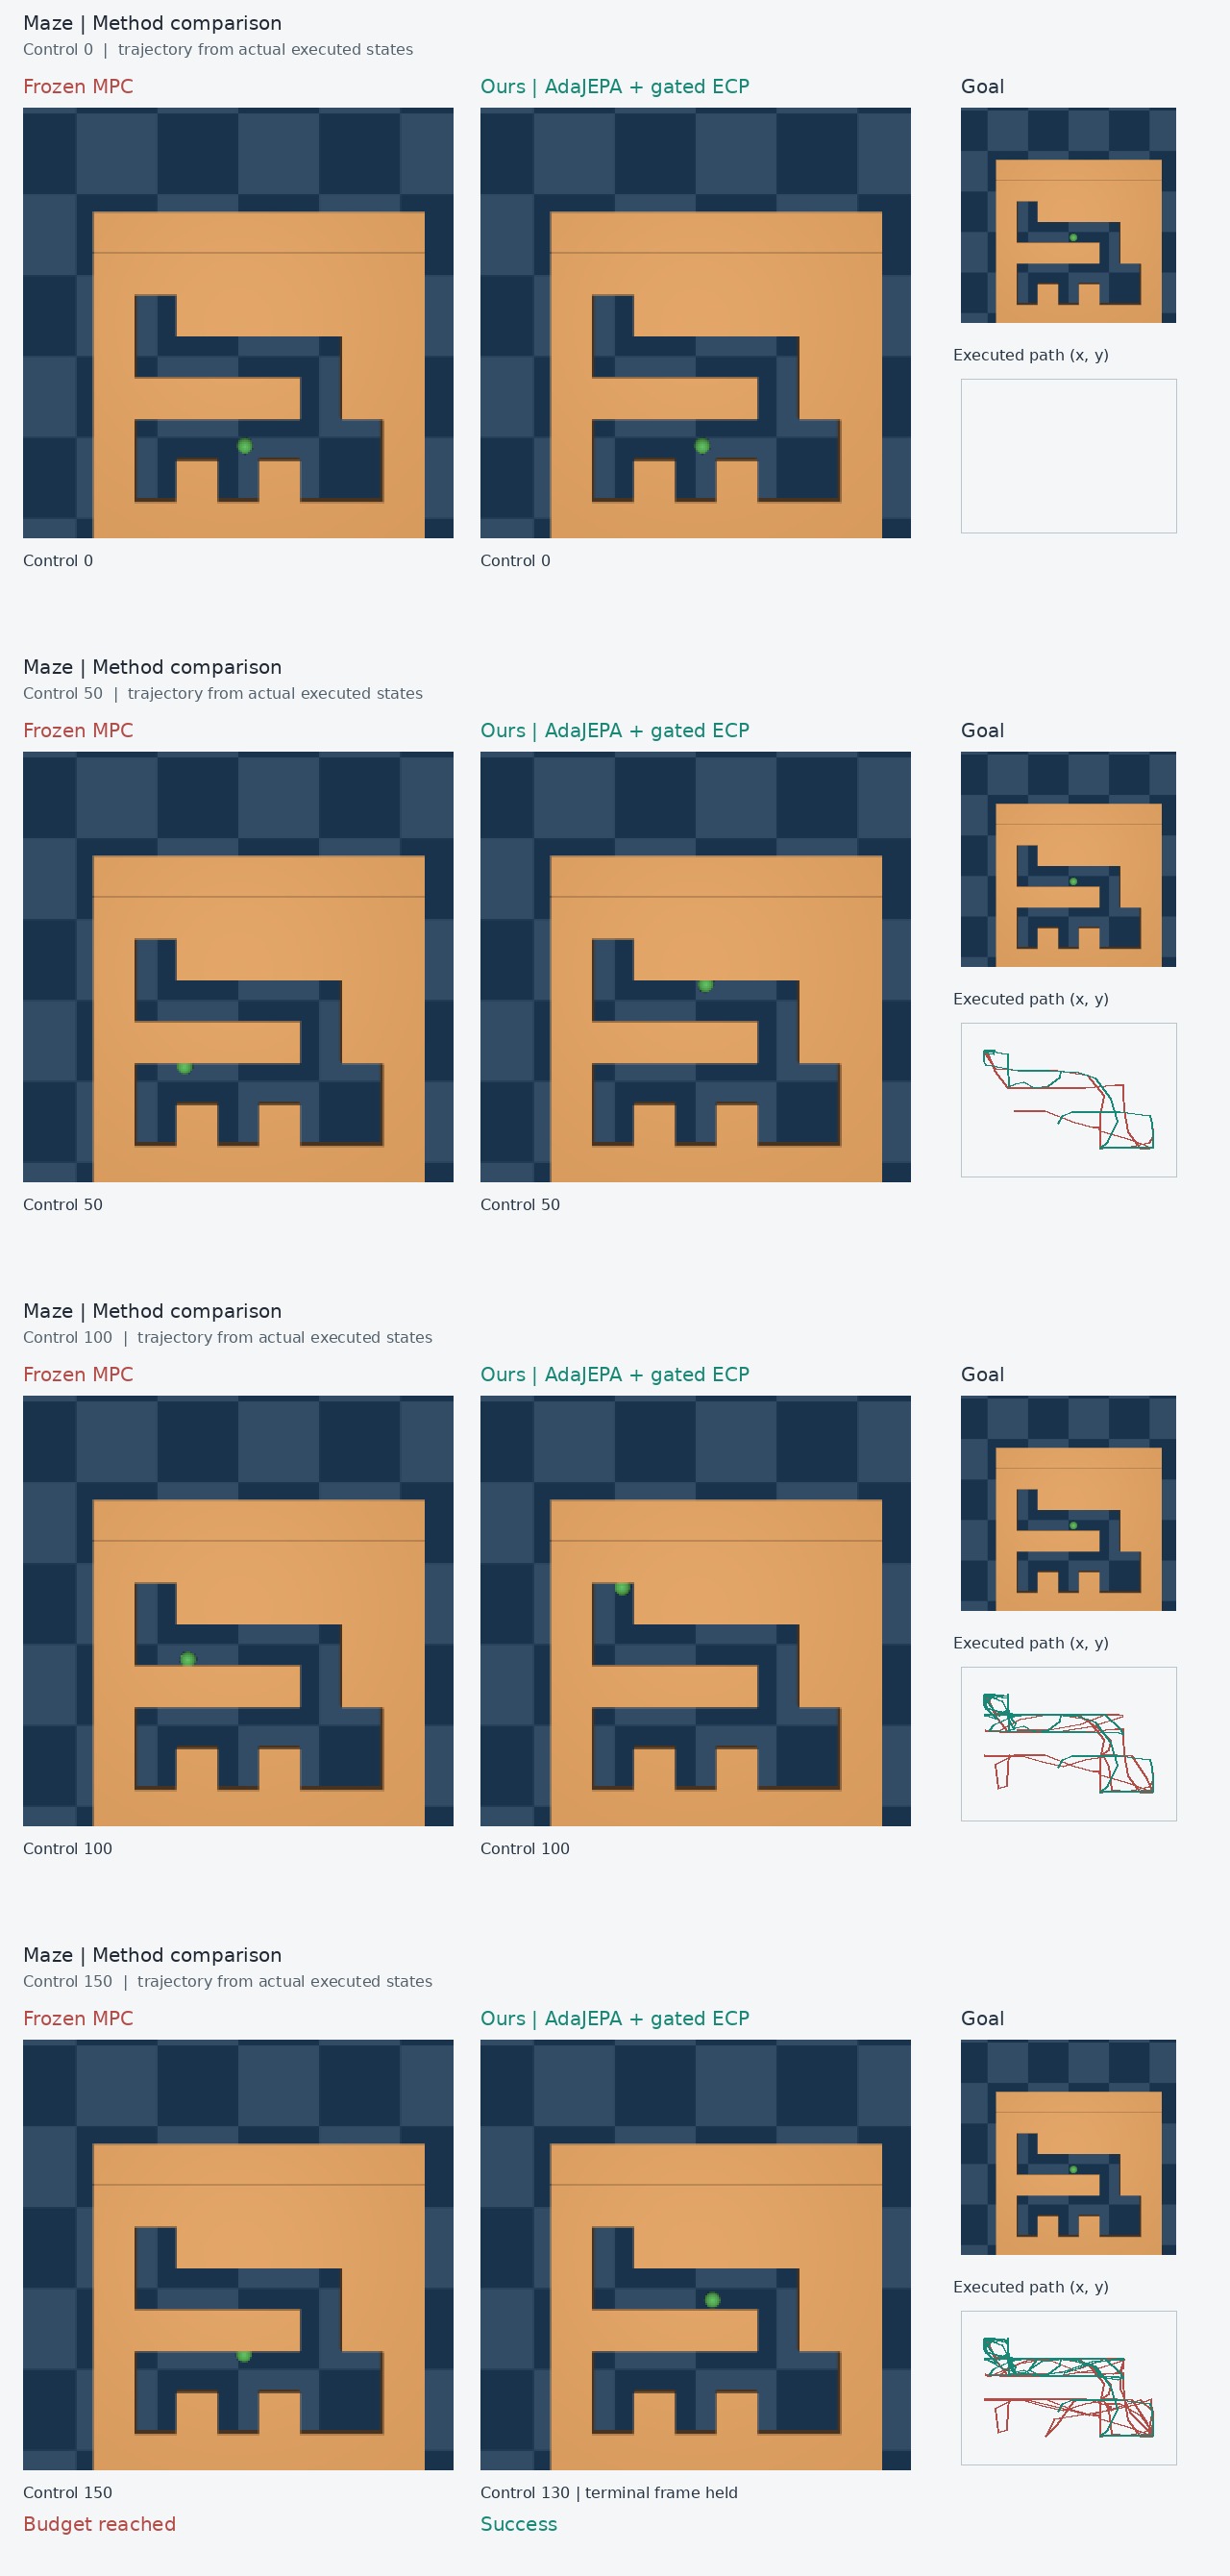 Maze | Method comparison
Control 0 | trajectory from actual executed states
Frozen MPC
Ours | AdaJEPA + gated ECP
Goal
Executed path (x, y)
Control 0
Control 0
Maze | Method comparison
Control 50 | trajectory from actual executed states
Frozen MPC
Ours | AdaJEPA + gated ECP
Goal
Executed path (x, y)
Control 50
Control 50
Maze | Method comparison
Control 100 | trajectory from actual executed states
Frozen MPC
Ours | AdaJEPA + gated ECP
Goal
Executed path (x, y)
Control 100
Control 100
Maze | Method comparison
Control 150 | trajectory from actual executed states
Frozen MPC
Ours | AdaJEPA + gated ECP
Goal
Executed path (x, y)
Control 150
Control 130 | terminal frame held
Budget reached
Success